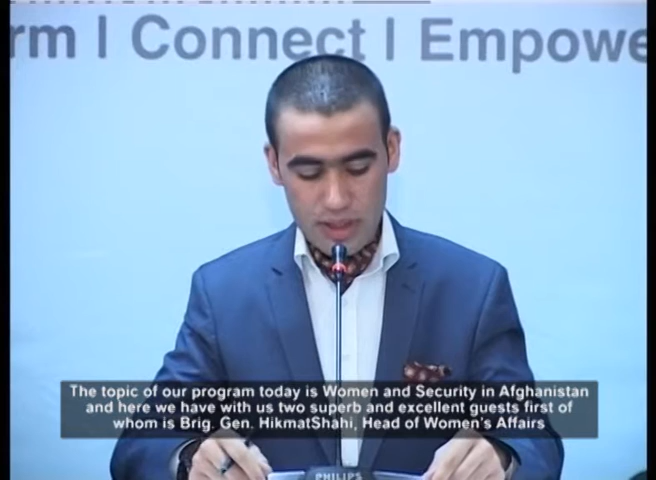 rm | Connect | Empowe
The topic of our program today is Women and Security in Afghanistan
and here we have with us two superb and excellent guests first of
whom is Brig. Gen. HikmatShahi, Head of Women's Affairs
PHILIPS